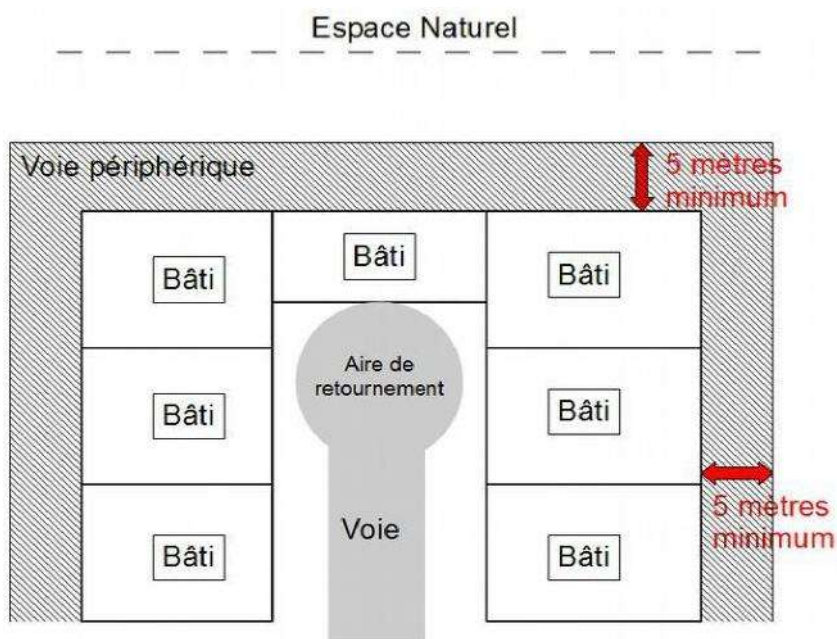 Espace Naturel
Voie périphérique
5 mètres
minimum
Bâti
Bâti
Bâti
Aire de
retournement
Bâti
Bâti
5 mètres
minimum
Voie
Bâti
Bâti